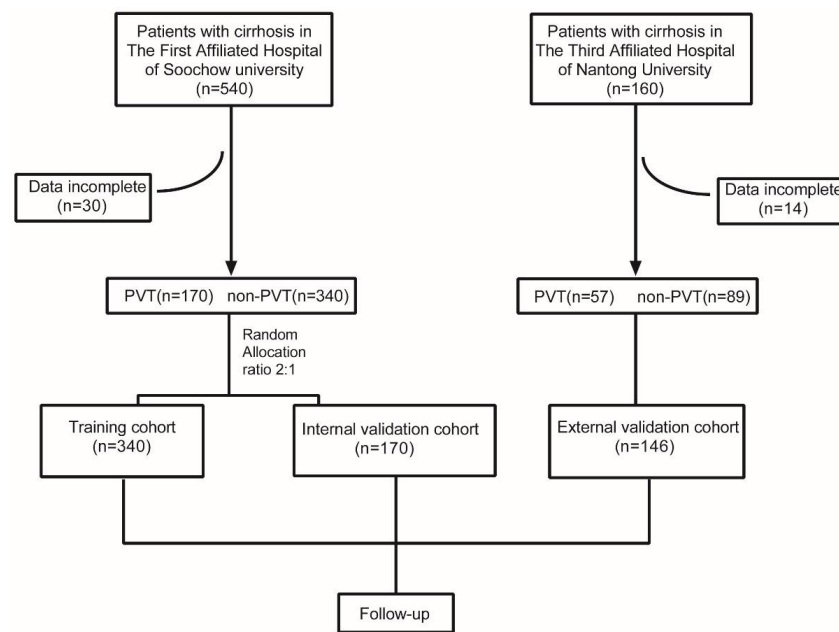 Patients with cirrhosis in
The First Affiliated Hospital
of Soochow university
(n=540)
Patients with cirrhosis in
The Third Affiliated Hospital
of Nantong University
(n=160)
Data incomplete
(n=30)
Data incomplete
(n=14)
PVT(n=170) non-PVT(n=340)
PVT(n=57) non-PVT(n=89)
Random
Allocation
ratio 2:1
Training cohort
(n=340)
Internal validation cohort
(n=170)
External validation cohort
(n=146)
Follow-up